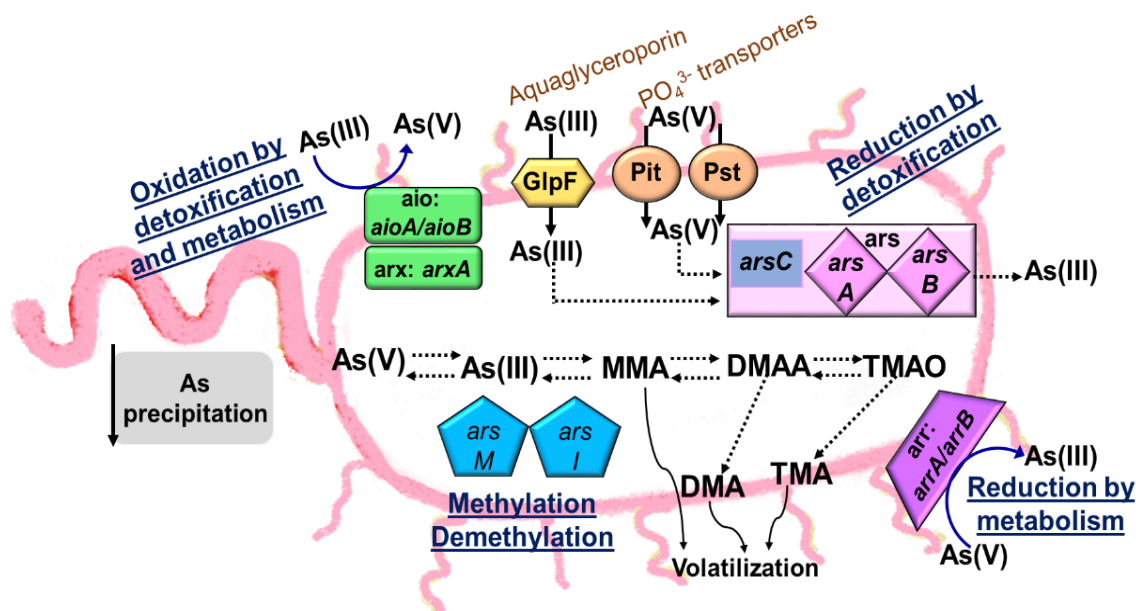 Aquaglyceroporin
PO₄³⁻ transporters
Oxidation by
detoxification
and metabolism
As(III)
As(V)
As(III)
As(V)
Reduction by
detoxification
GlpF
Pit
Pst
aio:
aioA/aioB
arx: arxA
As(III)
As(V)
ars
arsC
ars
A
ars
B
As(III)
As
precipitation
As(V)
As(III)
MMA
DMAA
TMAO
ars
M
ars
I
Methylation
Demethylation
DMA
TMA
Volatilization
arr:
arrA/arrB
As(III)
Reduction by
metabolism
As(V)